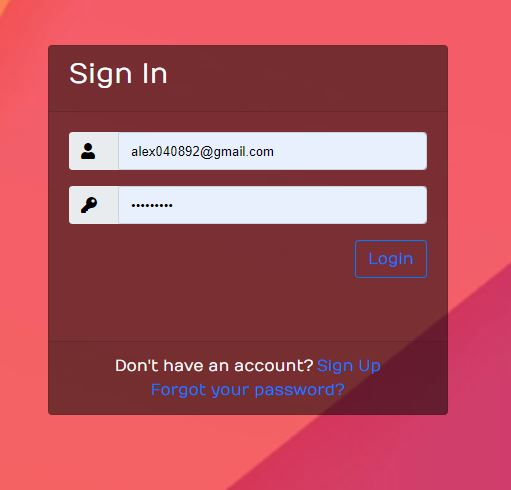 Sign In
alex040892@gmail.com
•••••••••
Login
Don't have an account? Sign Up
Forgot your password?